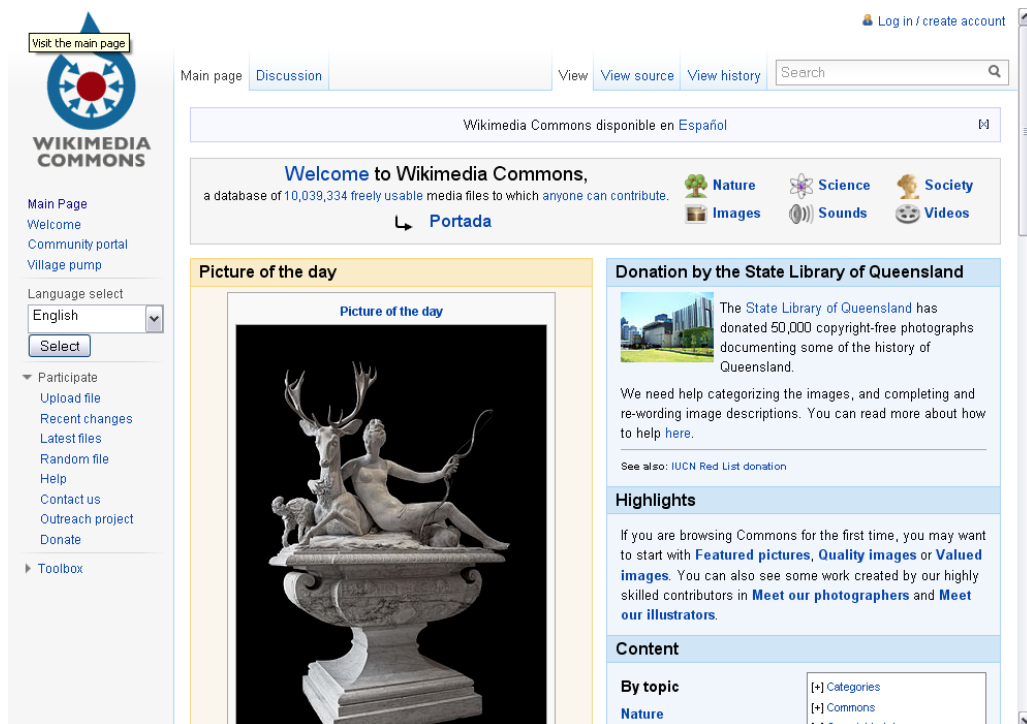 Log in / create account
Visit the main page
WIKIMEDIA
COMMONS
Main page Discussion View View source View history Search
Wikimedia Commons disponible en Español [x]
Welcome to Wikimedia Commons,
a database of 10,039,334 freely usable media files to which anyone can contribute.
Portada
Nature Science Society
Images Sounds Videos
Main Page
Welcome
Community portal
Village pump
Language select
English
Select
Participate
Upload file
Recent changes
Latest files
Random file
Help
Contact us
Outreach project
Donate
Toolbox
Picture of the day
Picture of the day
Donation by the State Library of Queensland
The State Library of Queensland has
donated 50,000 copyright-free photographs
documenting some of the history of
Queensland.
We need help categorizing the images, and completing and
re-wording image descriptions. You can read more about how
to help here.
See also: IUCN Red List donation
Highlights
If you are browsing Commons for the first time, you may want
to start with Featured pictures, Quality images or Valued
images. You can also see some work created by our highly
skilled contributors in Meet our photographers and Meet
our illustrators.
Content
By topic
Nature
[+] Categories
[+] Commons